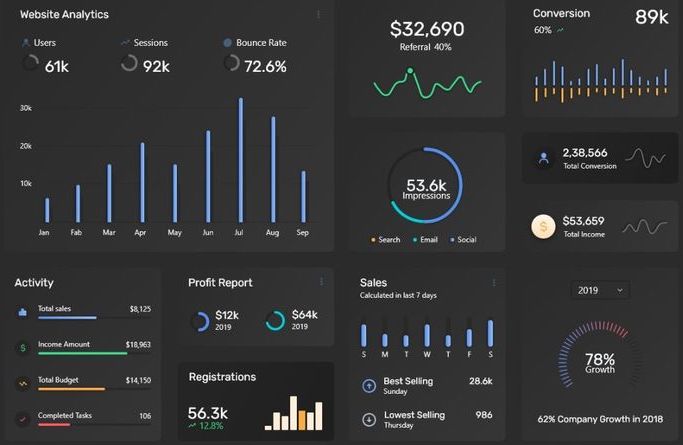 Website Analytics
Users
61k
Sessions
92k
Bounce Rate
72.6%
30k
20k
10k
Jan Fab Mar Apr May Jun Jul Aug Sep
$32,690
Referral 40%
Conversion
89k
60%
53.6k
Impressions
Search Email Social
2,38,566
Total Conversion
$53,659
Total Income
Activity
Total sales $8,125
Income Amount $18,963
Total Budget $14,150
Completed Tasks 106
Profit Report
$12k
2019
$64k
2019
Registrations
56.3k
12.8%
Sales
Calculated in last 7 days
S M T W T F S
Best Selling 28.6k
Sunday
Lowest Selling 986
Thursday
2019
78%
Growth
62% Company Growth in 2018